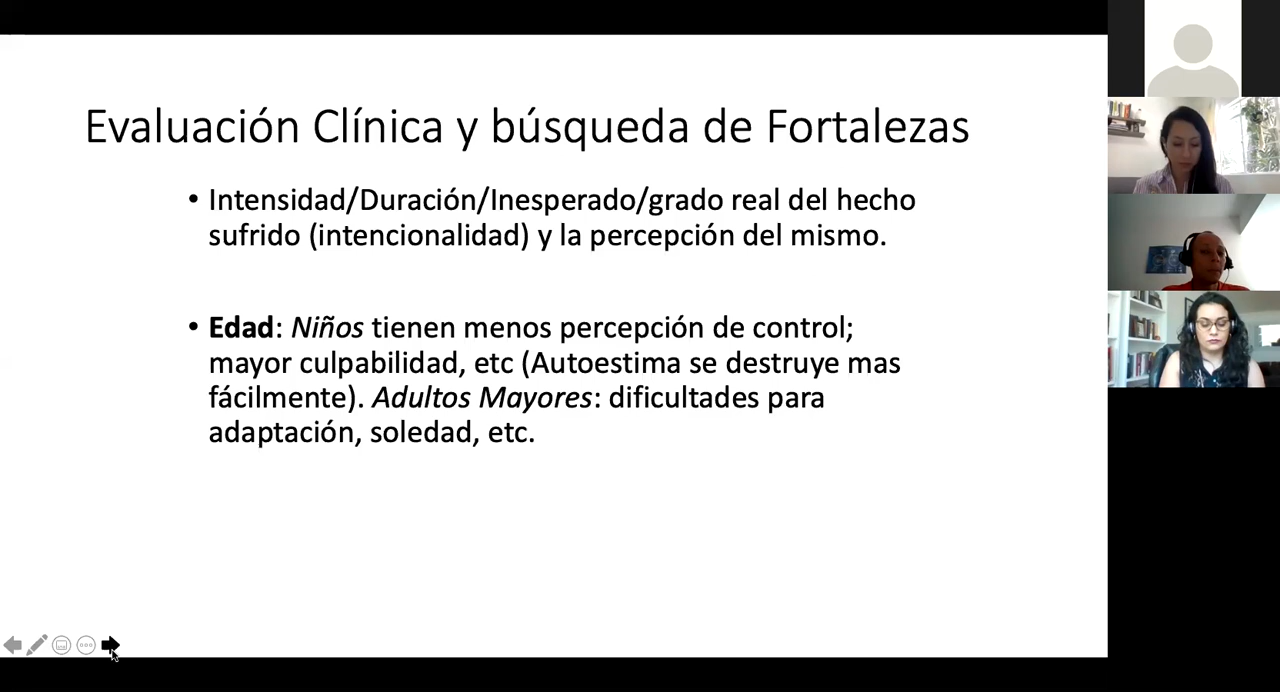 Evaluación Clínica y búsqueda de Fortalezas
• Intensidad/Duración/Inesperado/grado real del hecho
sufrido (intencionalidad) y la percepción del mismo.
• Edad: Niños tienen menos percepción de control;
mayor culpabilidad, etc (Autoestima se destruye mas
fácilmente). Adultos Mayores: dificultades para
adaptación, soledad, etc.